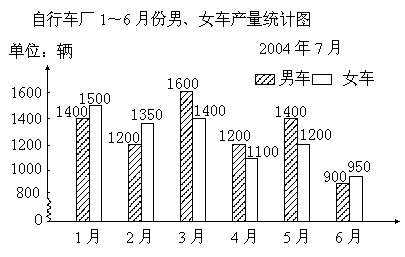 自行车厂 1～6 月份男、女车产量统计图
单位：辆
2004 年 7 月
男车 女车
1600
1400
1200
1000
800
0
1400 1500
1200 1350
1600 1400
1200 1100
1400 1200
900 950
1 月 2 月 3 月 4 月 5 月 6 月